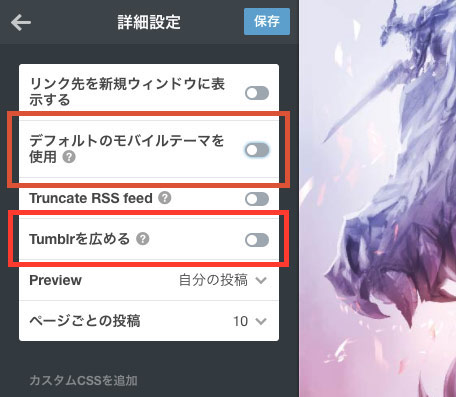 詳細設定
保存
リンク先を新規ウィンドウに表
示する
デフォルトのモバイルテーマを
使用 ?
Truncate RSS feed ?
Tumblrを広める ?
Preview 自分の投稿
ページごとの投稿 10
カスタムCSSを追加